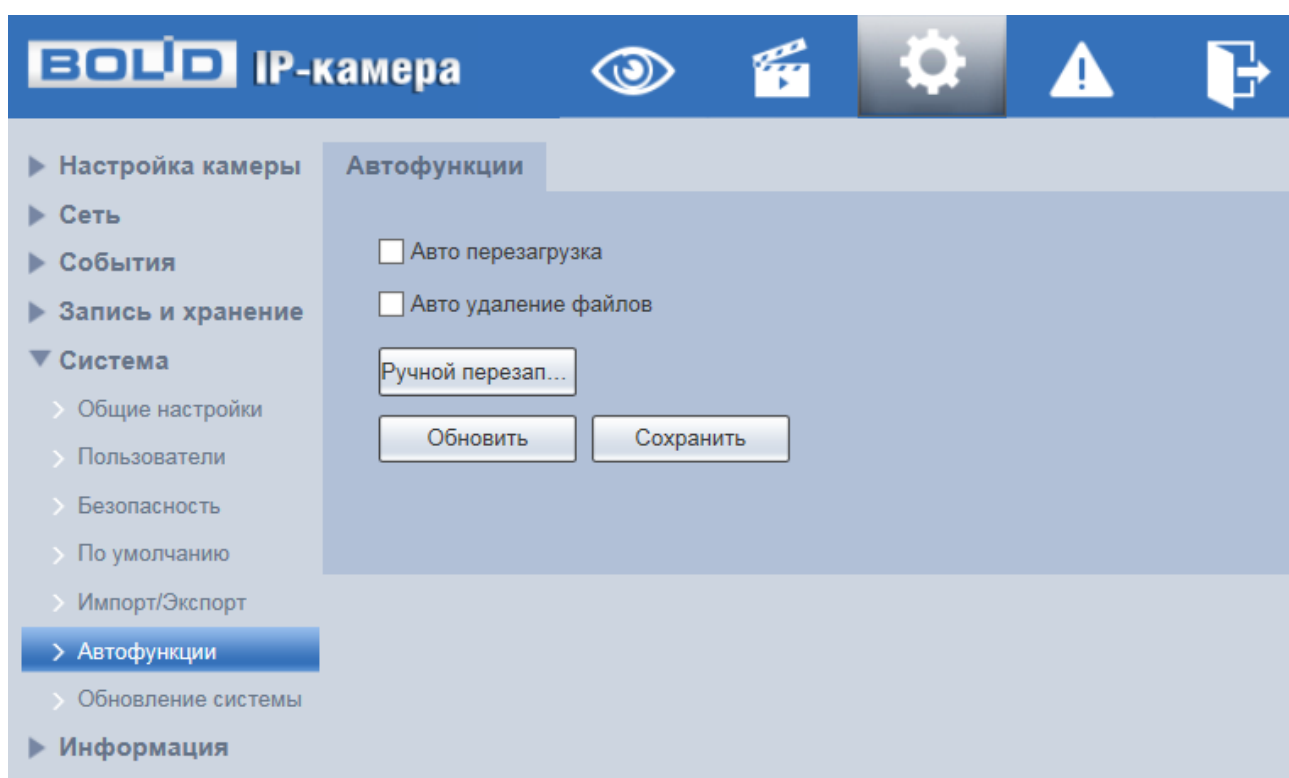 BOLID IP-камера
Настройка камеры
Сеть
События
Запись и хранение
Система
Общие настройки
Пользователи
Безопасность
По умолчанию
Импорт/Экспорт
Автофункции
Обновление системы
Информация
Автофункции
Авто перезагрузка
Авто удаление файлов
Ручной перезап...
Обновить Сохранить